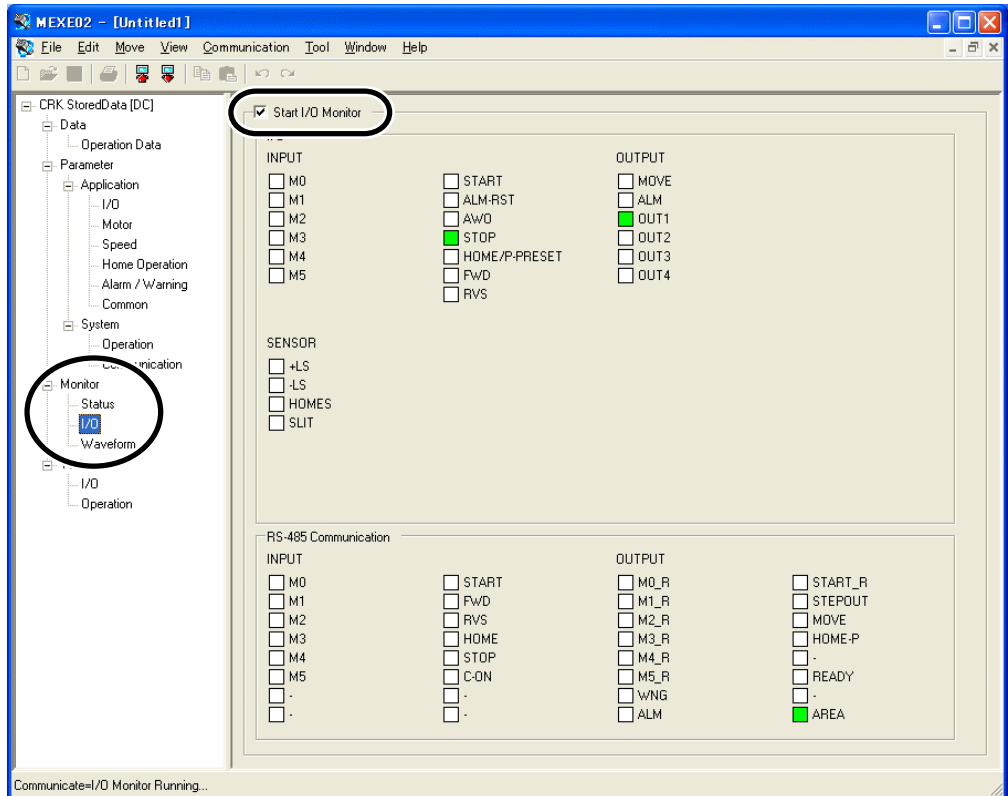 MEXE02 - [Untitled1]
File Edit Move View Communication Tool Window Help
CRK StoredData [DC]
Data
Operation Data
Parameter
Application
I/O
Motor
Speed
Home Operation
Alarm / Warning
Common
System
Operation
Monitor
Status
I/O
Waveform
I/O
Operation
Start I/O Monitor
INPUT
M0
M1
M2
M3
M4
M5
START
ALM-RST
AWO
STOP
HOME/P-PRESET
FWD
RVS
OUTPUT
MOVE
ALM
OUT1
OUT2
OUT3
OUT4
SENSOR
+LS
-LS
HOMES
SLIT
RS-485 Communication
INPUT
M0
M1
M2
M3
M4
M5
-
-
START
FWD
RVS
HOME
STOP
C-ON
-
-
OUTPUT
M0_R
M1_R
M2_R
M3_R
M4_R
M5_R
WNG
ALM
START_R
STEPOUT
MOVE
HOME-P
-
READY
-
AREA
Communicate=I/O Monitor Running...